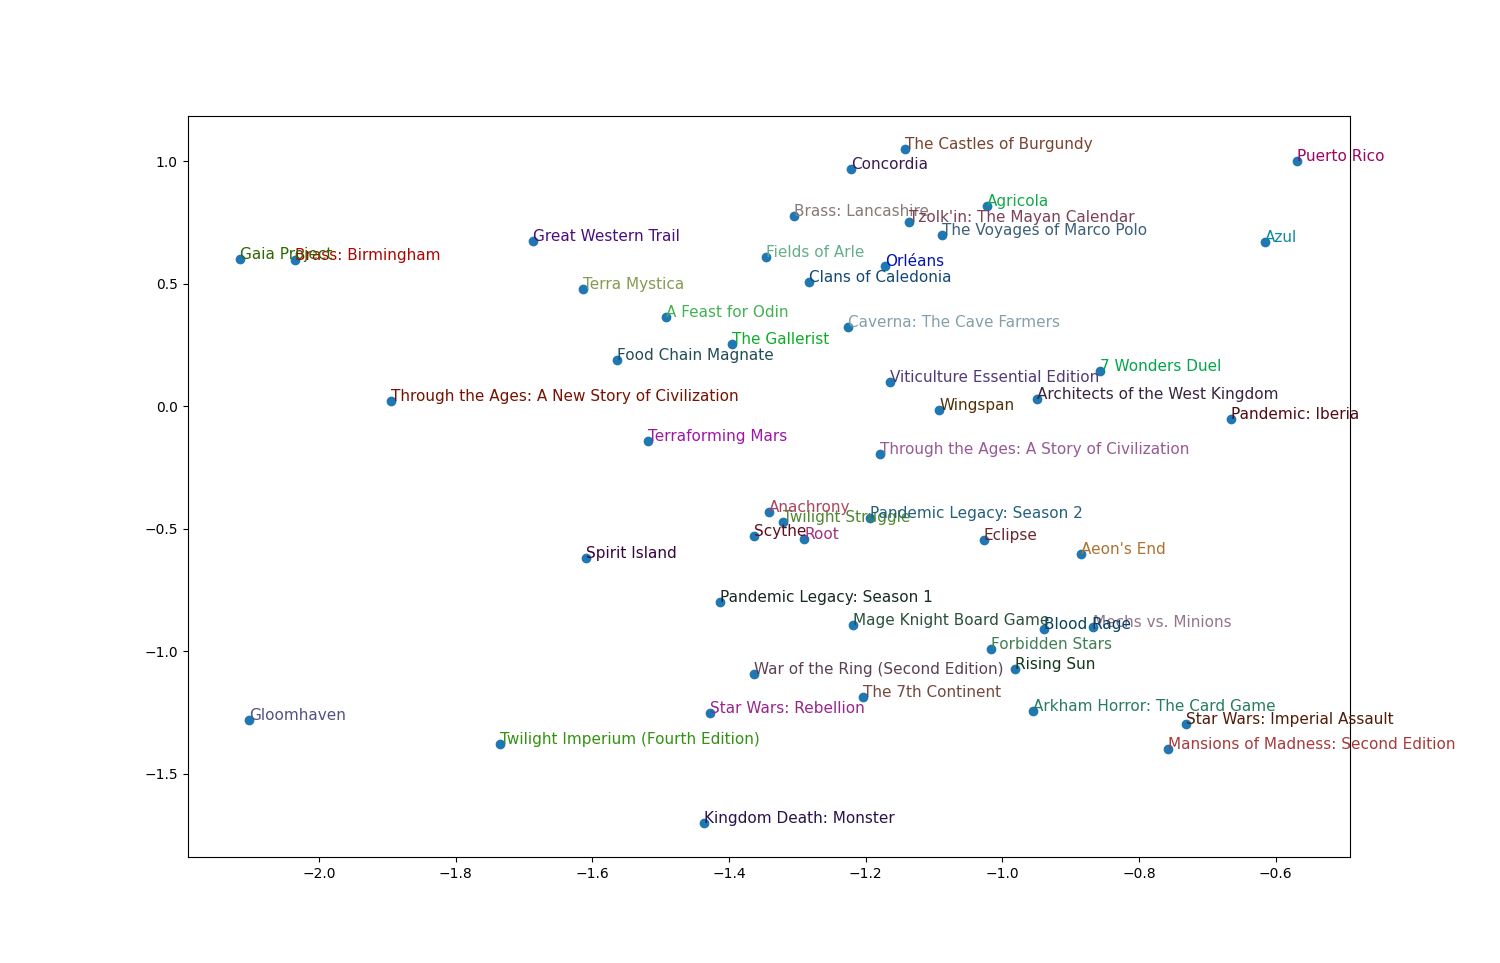 The Castles of Burgundy
Concordia
Puerto Rico
Agricola
Brass: Lancashire
Tzolk'in: The Mayan Calendar
The Voyages of Marco Polo
Great Western Trail
Azul
Gaia Project
Brass: Birmingham
Fields of Arle
Orléans
Clans of Caledonia
Terra Mystica
A Feast for Odin
Caverna: The Cave Farmers
The Gallerist
Food Chain Magnate
7 Wonders Duel
Viticulture Essential Edition
Through the Ages: A New Story of Civilization
Architects of the West Kingdom
Wingspan
Pandemic: Iberia
Terraforming Mars
Through the Ages: A Story of Civilization
Anachrony
Twilight Struggle
Pandemic Legacy: Season 2
Scythe
Root
Eclipse
Spirit Island
Aeon's End
Pandemic Legacy: Season 1
Mage Knight Board Game
Blood Rage
Mechs vs. Minions
Forbidden Stars
War of the Ring (Second Edition)
Rising Sun
The 7th Continent
Star Wars: Rebellion
Arkham Horror: The Card Game
Gloomhaven
Star Wars: Imperial Assault
Twilight Imperium (Fourth Edition)
Mansions of Madness: Second Edition
Kingdom Death: Monster
1.0
0.5
0.0
−0.5
−1.0
−1.5
−2.0 −1.8 −1.6 −1.4 −1.2 −1.0 −0.8 −0.6